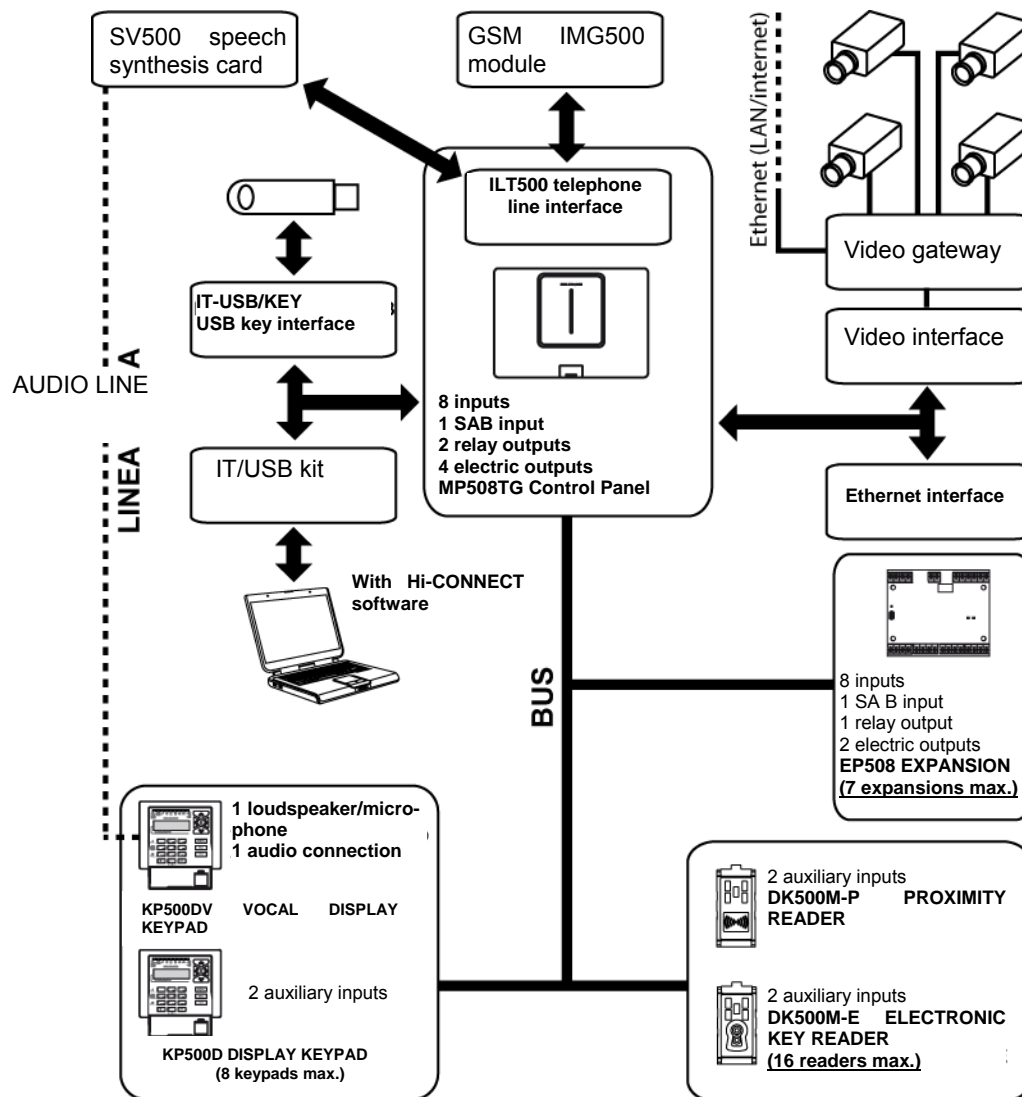 SV500 speech
synthesis card
GSM IMG500
module
Ethernet (LAN/internet)
ILT500 telephone
line interface
Video gateway
IT-USB/KEY
USB key interface
Video interface
A
AUDIO LINE
LINEA
8 inputs
1 SAB input
2 relay outputs
4 electric outputs
MP508TG Control Panel
IT/USB kit
Ethernet interface
With Hi-CONNECT
software
BUS
8 inputs
1 SA B input
1 relay output
2 electric outputs
EP508 EXPANSION
(7 expansions max.)
1 loudspeaker/micro-
phone
1 audio connection
KP500DV VOCAL DISPLAY
KEYPAD
2 auxiliary inputs
KP500D DISPLAY KEYPAD
(8 keypads max.)
2 auxiliary inputs
DK500M-P PROXIMITY
READER
2 auxiliary inputs
DK500M-E ELECTRONIC
KEY READER
(16 readers max.)